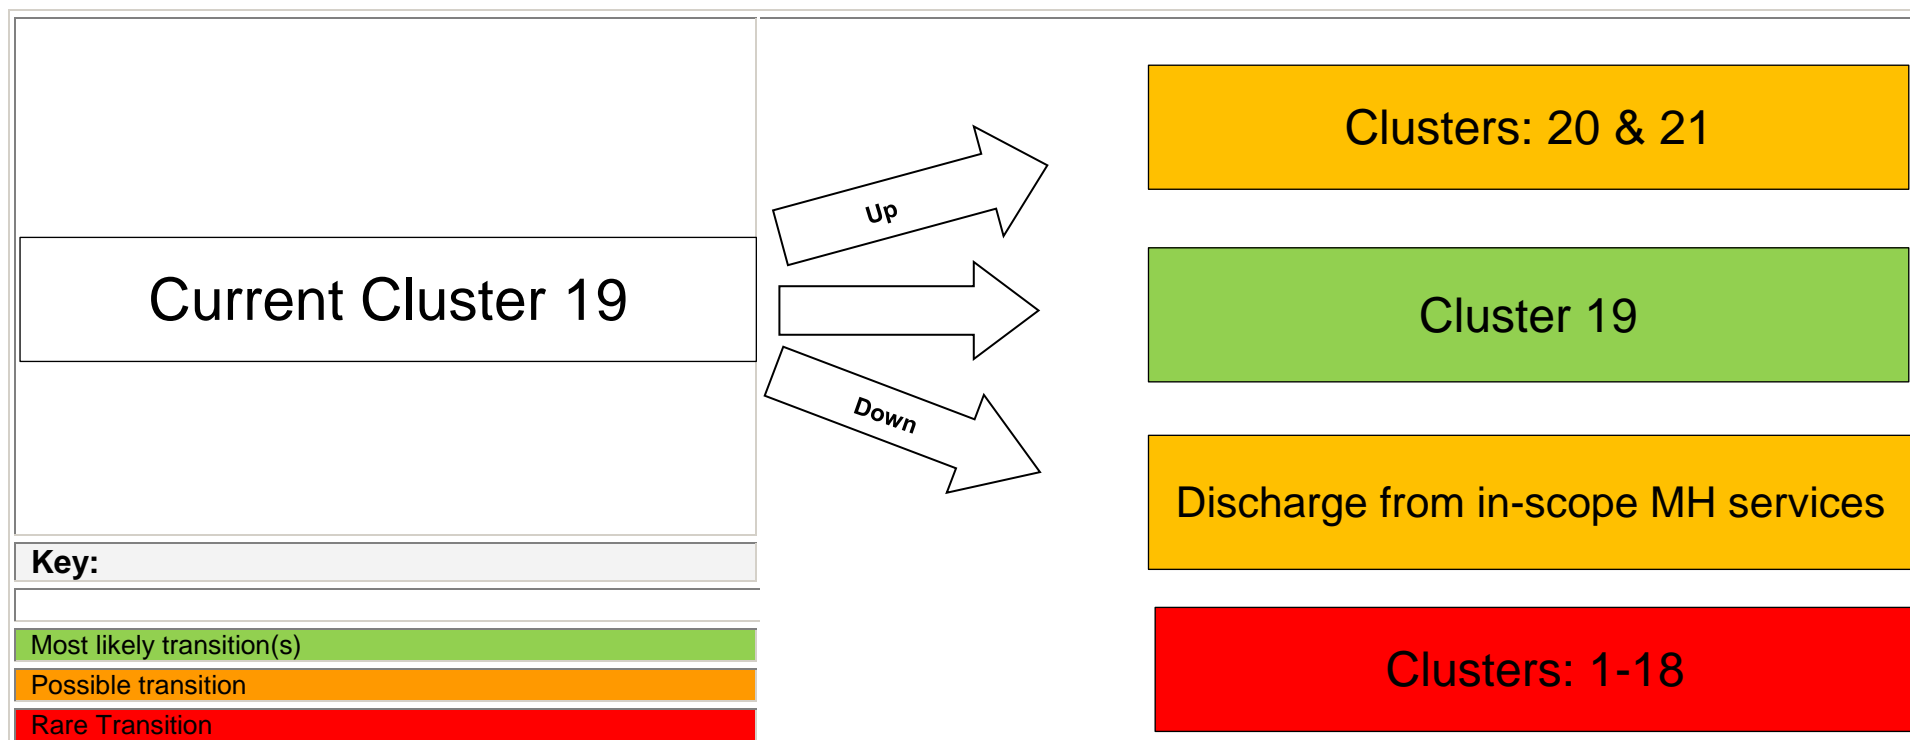 Current Cluster 19
Key:
Most likely transition(s)
Possible transition
Rare Transition
Up
Down
Clusters: 20 & 21
Cluster 19
Discharge from in-scope MH services
Clusters: 1-18